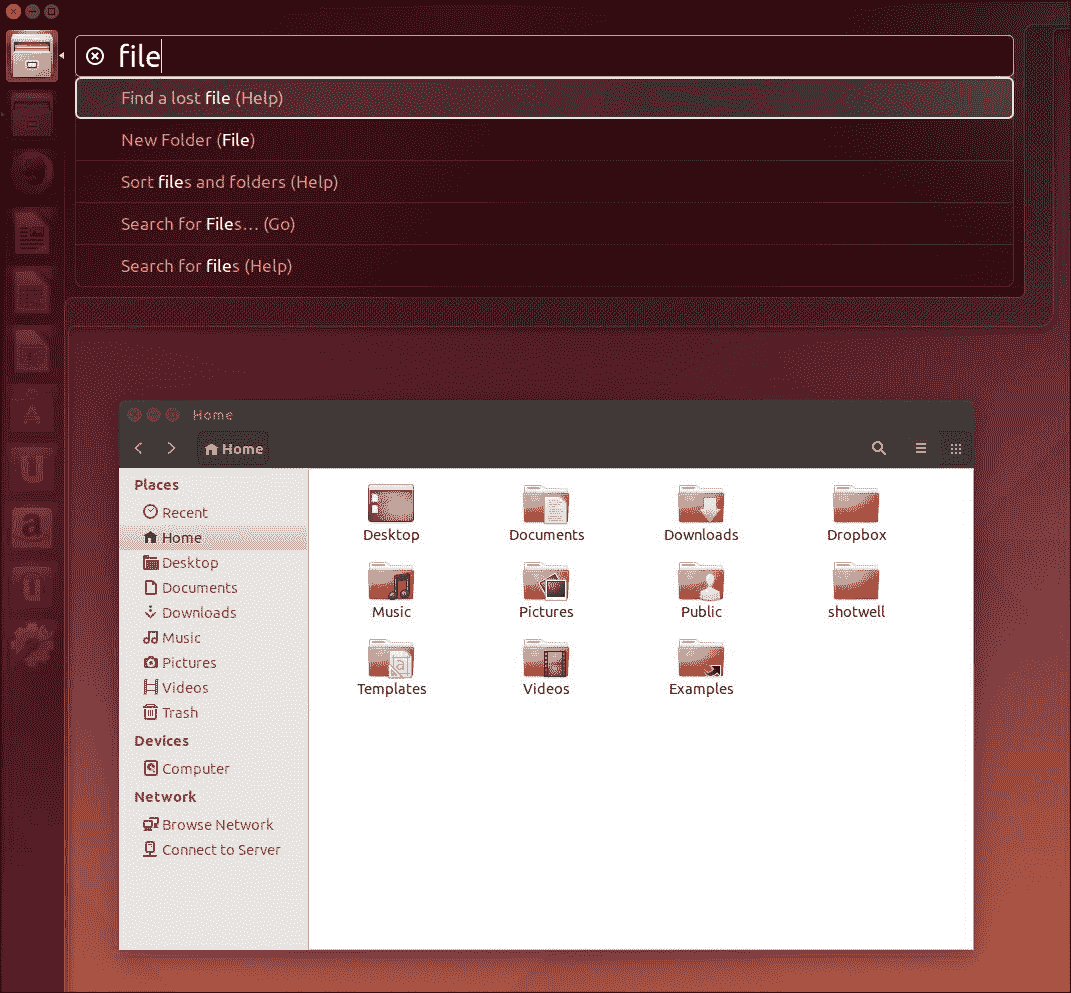 file
Find a lost file (Help)
New Folder (File)
Sort files and folders (Help)
Search for Files... (Go)
Search for files (Help)
Home
Home
Places
Recent
Home
Desktop
Documents
Downloads
Music
Pictures
Videos
Trash
Devices
Computer
Network
Browse Network
Connect to Server
Desktop
Documents
Downloads
Dropbox
Music
Pictures
Public
shotwell
Templates
Videos
Examples